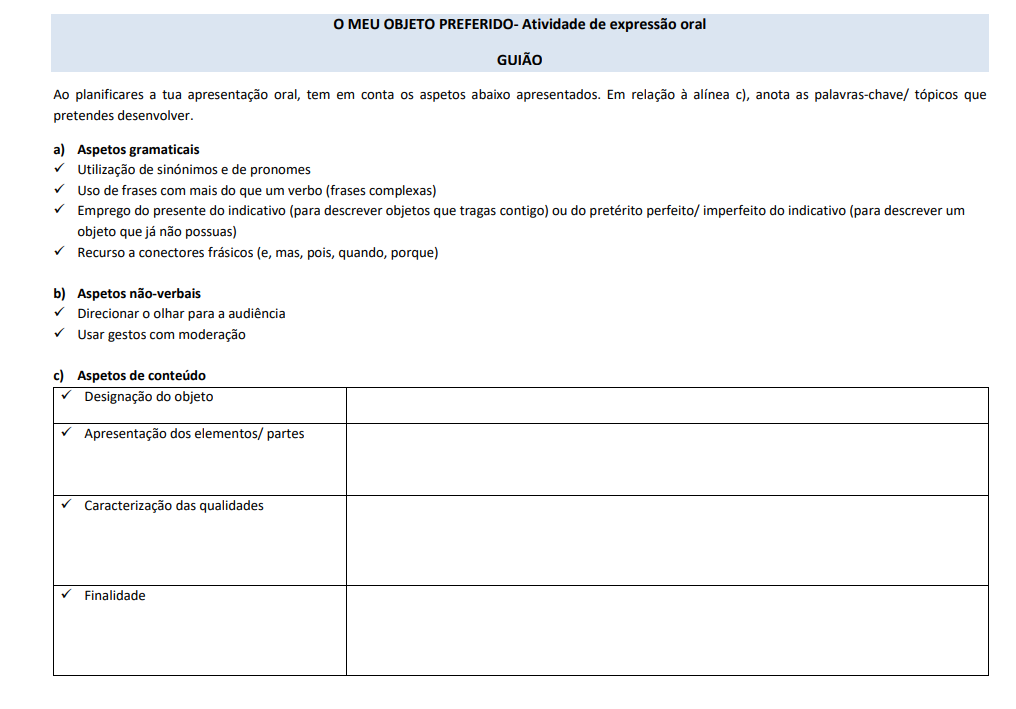 O MEU OBJETO PREFERIDO- Atividade de expressão oral
GUIÃO
Ao planificares a tua apresentação oral, tem em conta os aspetos abaixo apresentados. Em relação à alínea c), anota as palavras-chave/ tópicos que
pretendes desenvolver.
a) Aspetos gramaticais
✓ Utilização de sinónimos e de pronomes
✓ Uso de frases com mais do que um verbo (frases complexas)
✓ Emprego do presente do indicativo (para descrever objetos que tragas contigo) ou do pretérito perfeito/ imperfeito do indicativo (para descrever um
objeto que já não possuas)
✓ Recurso a conectores frásicos (e, mas, pois, quando, porque)
b) Aspetos não-verbais
✓ Direcionar o olhar para a audiência
✓ Usar gestos com moderação
c) Aspetos de conteúdo
✓ Designação do objeto
✓ Apresentação dos elementos/ partes
✓ Caracterização das qualidades
✓ Finalidade